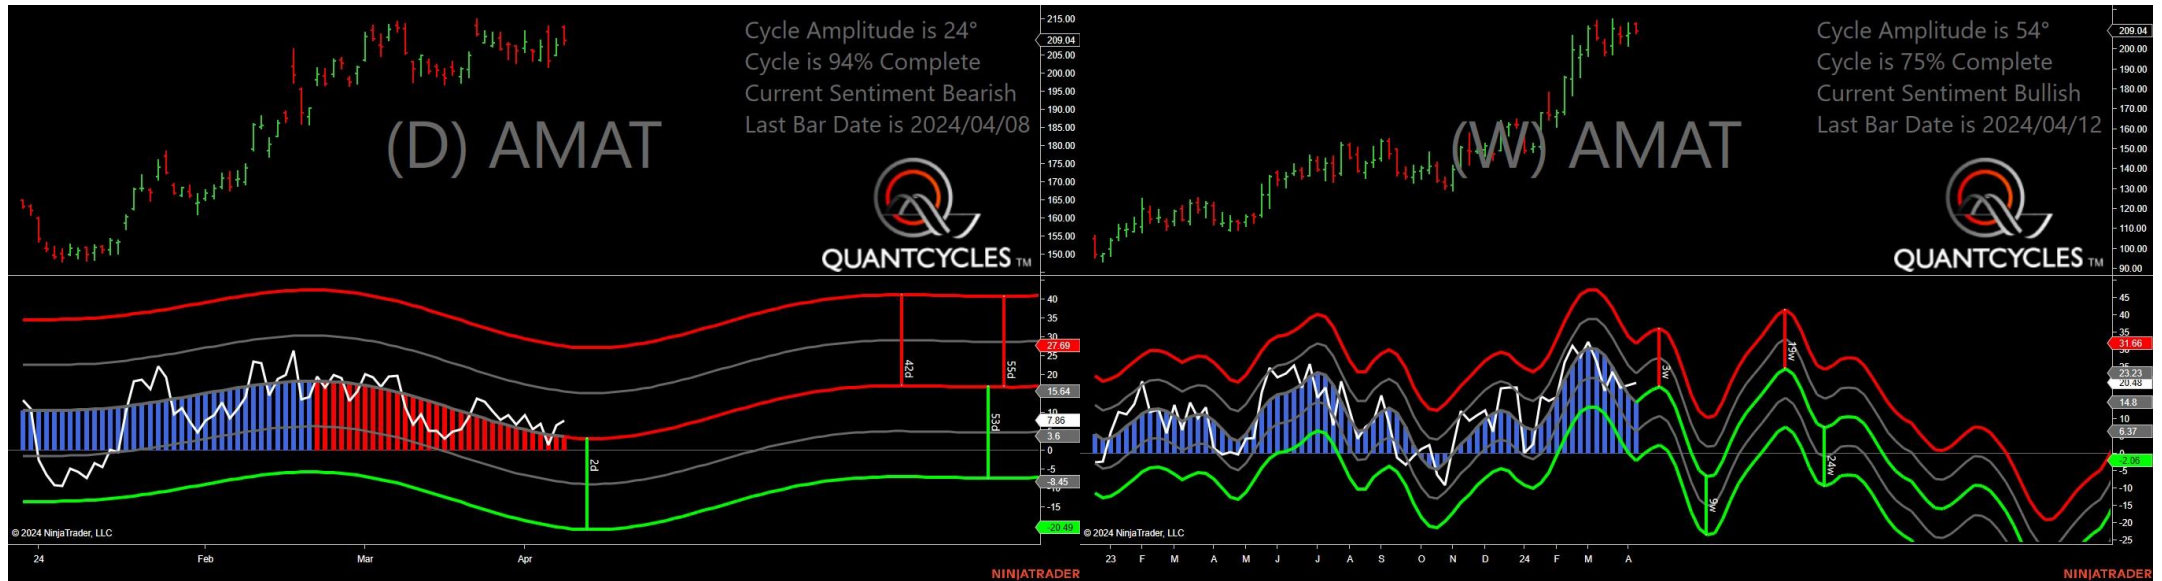 Cycle Amplitude is 24°
Cycle is 94% Complete
Current Sentiment Bearish
Last Bar Date is 2024/04/08
(D) AMAT
QUANTCYCLES TM
215.00
209.04
205.00
200.00
195.00
190.00
185.00
180.00
175.00
170.00
165.00
160.00
155.00
150.00
40
35
30
27.69
25
20
15.64
10
7.86
3.6
0
-5
-8.45
-10
-15
-20.49
2d
42d
53d
55d
© 2024 NinjaTrader, LLC
24 Feb Mar Apr
NINJATRADER
Cycle Amplitude is 54°
Cycle is 75% Complete
Current Sentiment Bullish
Last Bar Date is 2024/04/12
(W) AMAT
QUANTCYCLES TM
209.04
200.00
190.00
180.00
170.00
160.00
150.00
140.00
130.00
120.00
110.00
100.00
90.00
45
40
35
31.66
25
23.23
20.48
14.8
10
6.37
0
-2.06
-5
-10
-15
-20
-25
3w
9w
19w
24w
© 2024 NinjaTrader, LLC
23 F M A M J J A S O N D 24 F M A
NINJATRADER